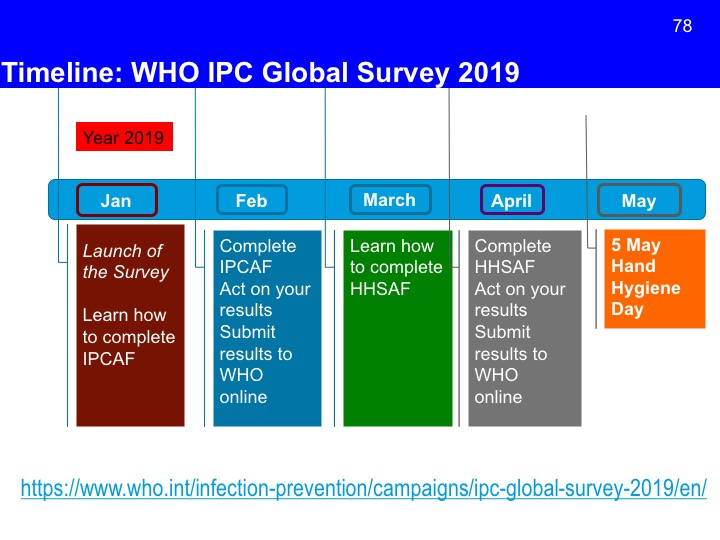 78
Timeline: WHO IPC Global Survey 2019
Year 2019
Jan
Feb
March
April
May
Launch of
the Survey
Learn how
to complete
IPCAF
Complete
IPCAF
Act on your
results
Submit
results to
WHO
online
Learn how
to complete
HHSAF
Complete
HHSAF
Act on your
results
Submit
results to
WHO
online
5 May
Hand
Hygiene
Day
https://www.who.int/infection-prevention/campaigns/ipc-global-survey-2019/en/